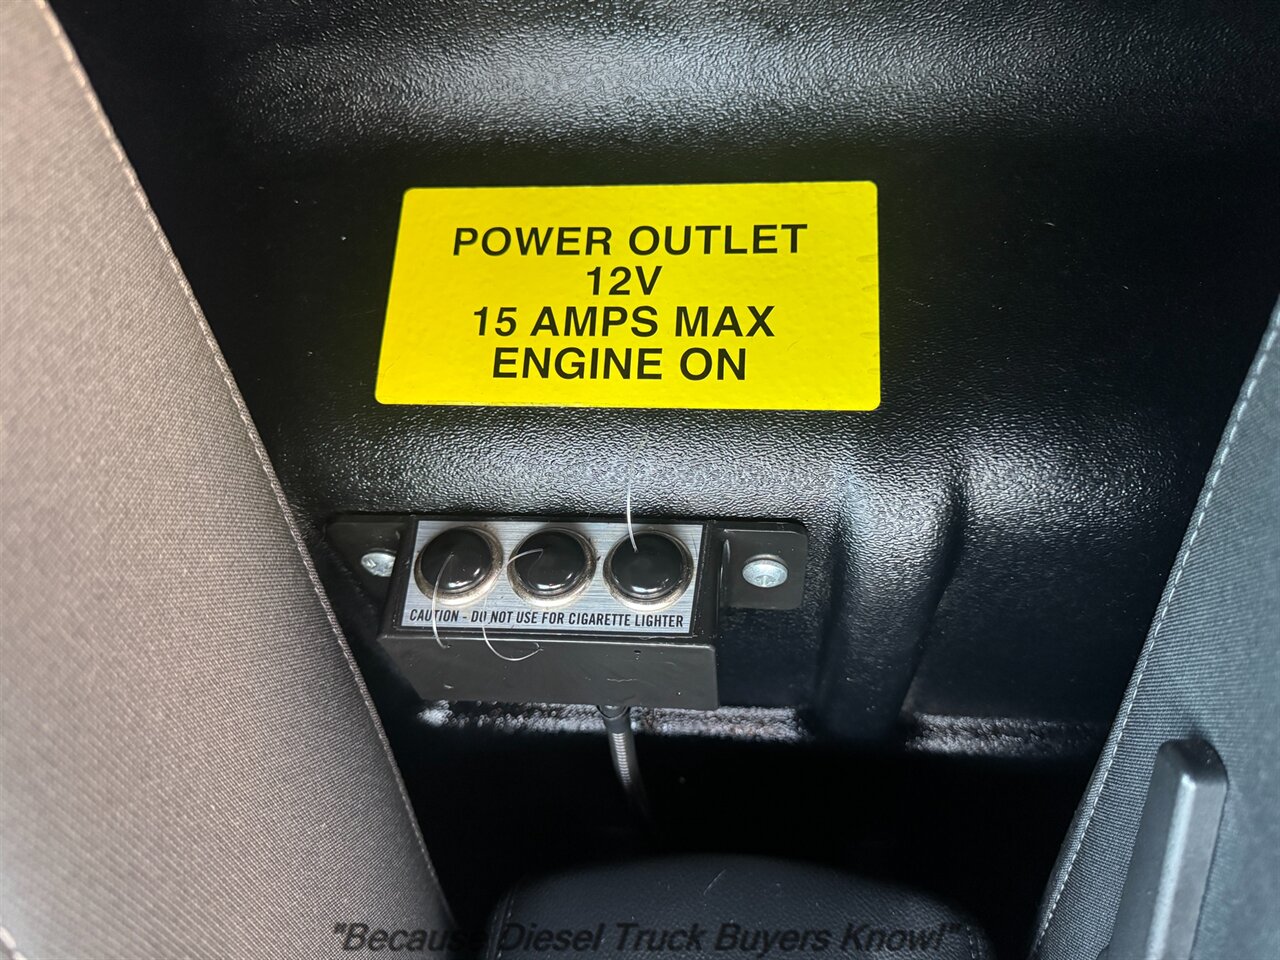 POWER OUTLET
12V
15 AMPS MAX
ENGINE ON
CAUTION - DO NOT USE FOR CIGARETTE LIGHTER
"Because Diesel Truck Buyers Know!"